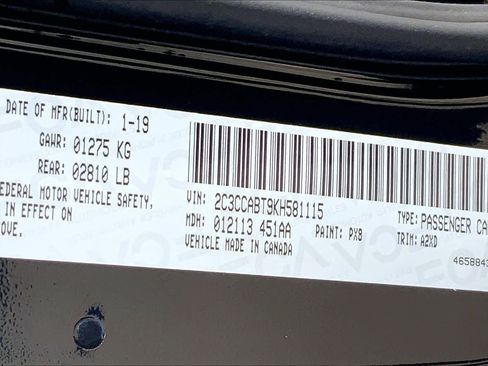 DATE OF MFR(BUILT): 1-19
GAWR: 01275 KG
REAR: 02810 LB
FEDERAL MOTOR VEHICLE SAFETY,
IN EFFECT ON
OVE.
VIN: 2C3CCABT9KH581115
TYPE: PASSENGER CA
MDH: 012113 451AA
PAINT: PX8
TRIM: A2XD
VEHICLE MADE IN CANADA
4658843